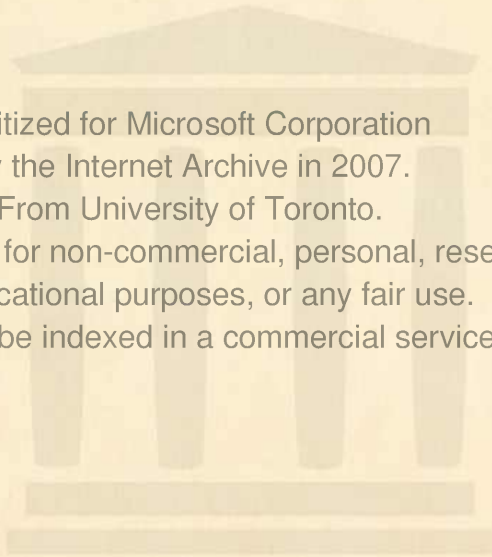 itized for Microsoft Corporation
the Internet Archive in 2007.
From University of Toronto.
for non-commercial, personal, rese
cational purposes, or any fair use.
be indexed in a commercial service